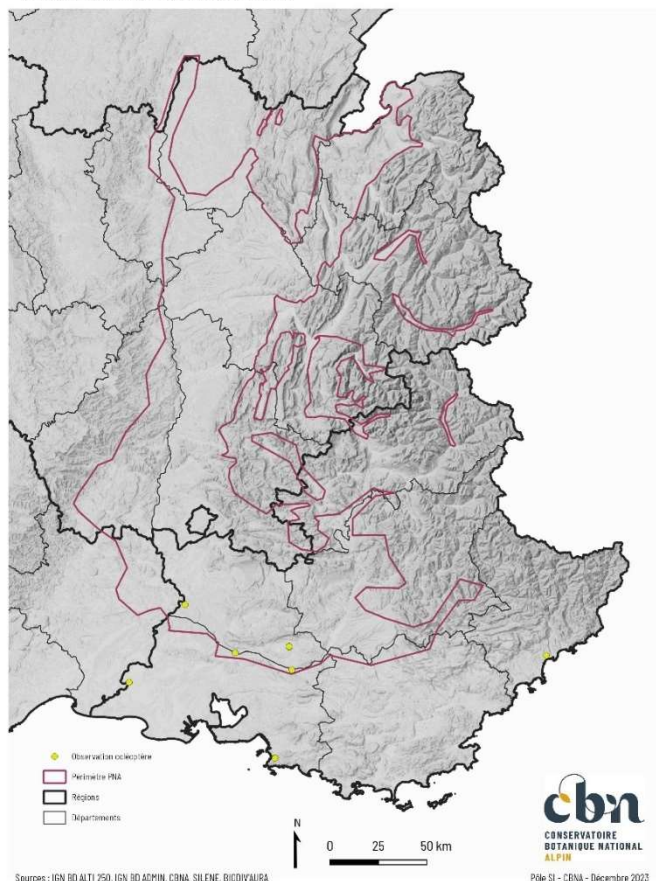 Observation coléoptère
Périmètre PNA
Régions
Départements
N
0 25 50 km
cbn
CONSERVATOIRE
BOTANIQUE NATIONAL
ALPIN
Sources : IGN BD ALTI 250, IGN BD ADMIN, CBNA, SILENE, BIODIV'AURA
Pôle SI - CBNA - Décembre 2023